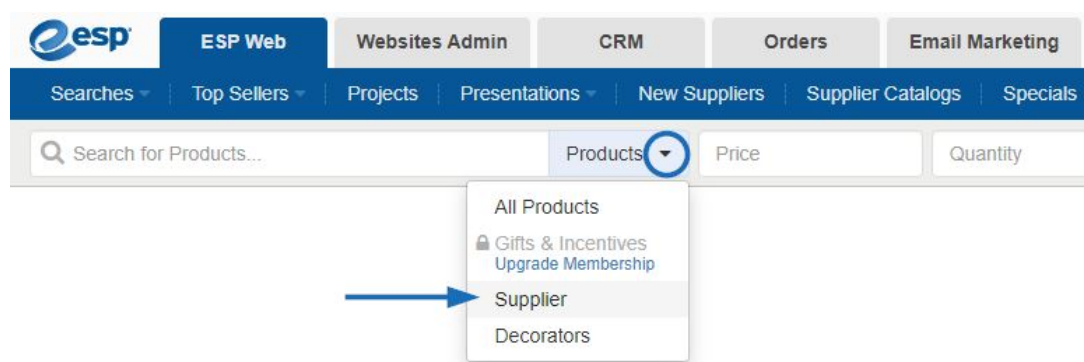 esp ESP Web Websites Admin CRM Orders Email Marketing
Searches Top Sellers Projects Presentations New Suppliers Supplier Catalogs Specials
Search for Products... Products Price Quantity
All Products
Gifts & Incentives
Upgrade Membership
Supplier
Decorators